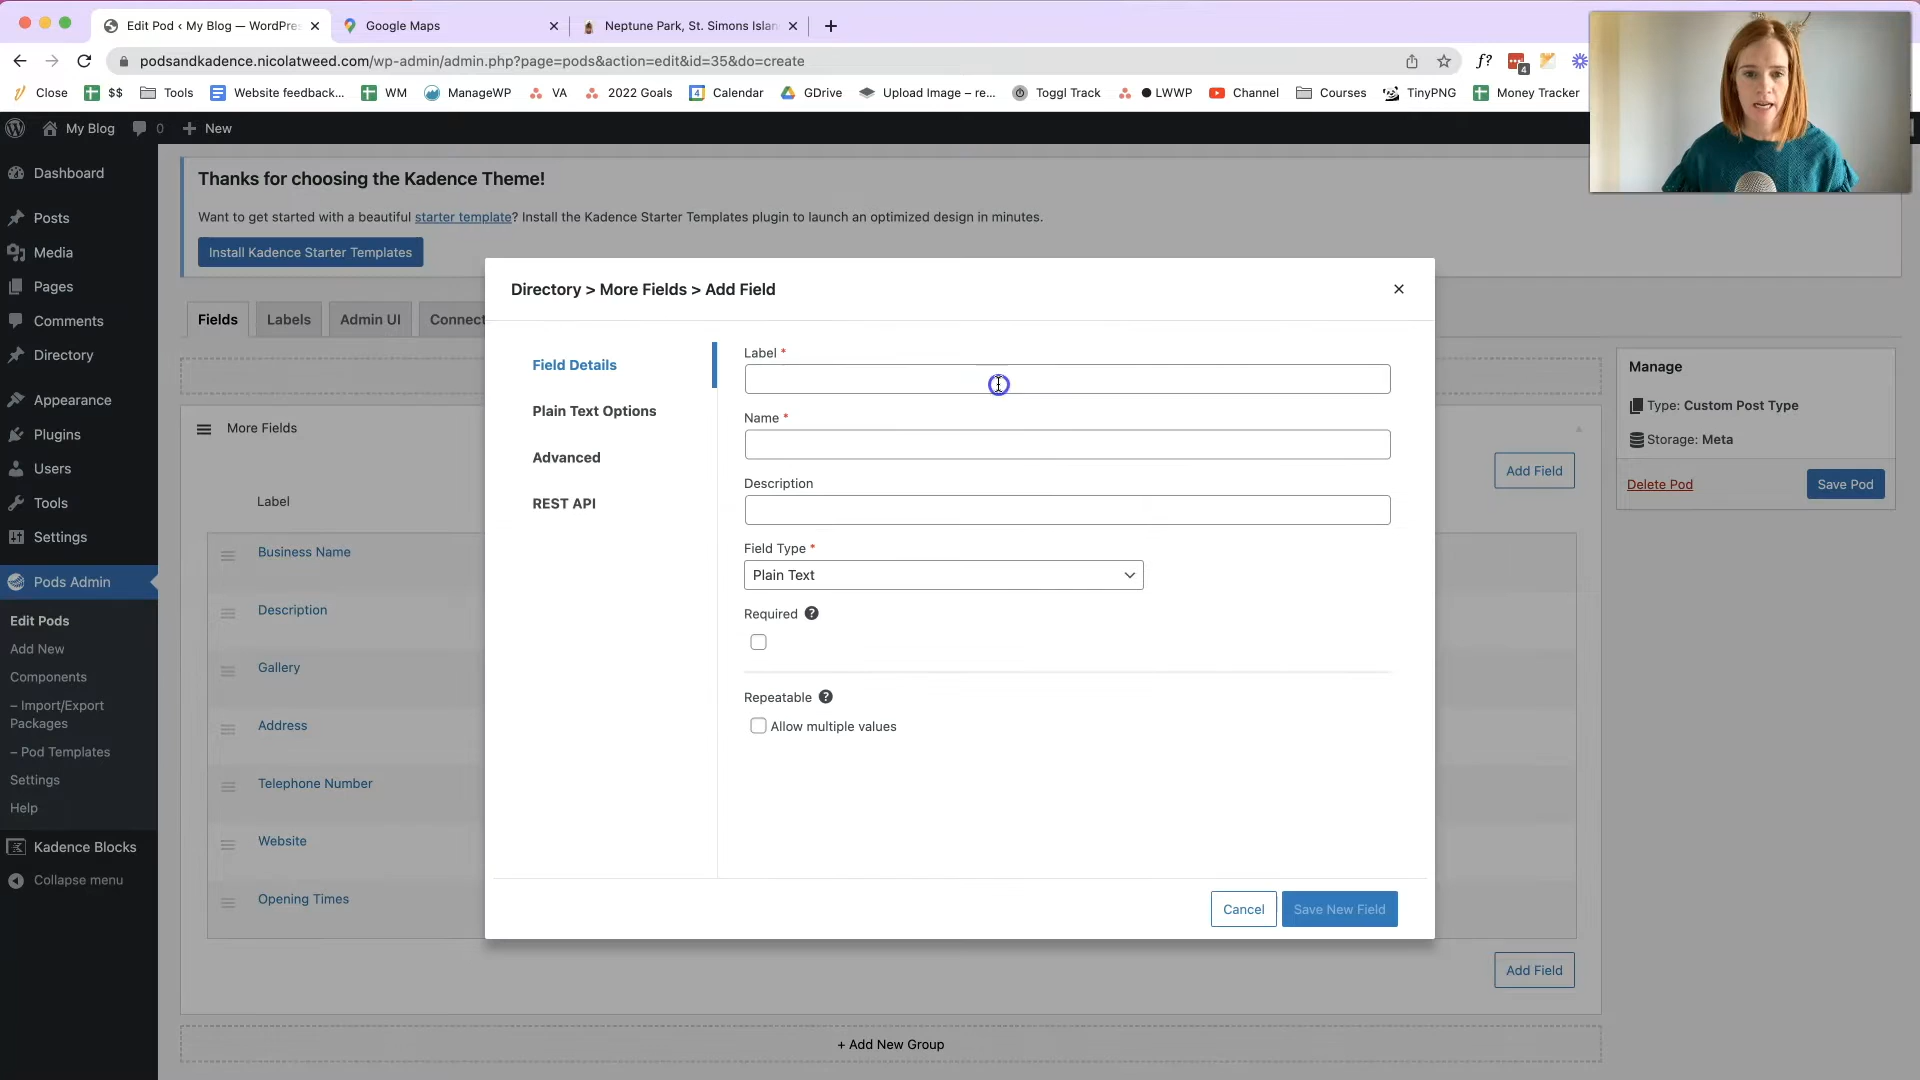 Edit Pod ‹ My Blog — WordPre
Google Maps
Neptune Park, St. Simons Islan
podsandkadence.nicolatweed.com/wp-admin/admin.php?page=pods&action=edit&id=35&do=create
f?
4
Close
$$
Tools
Website feedback...
WM
ManageWP
VA
2022 Goals
4
Calendar
GDrive
Upload Image – re...
Toggl Track
LWWP
Channel
Courses
TinyPNG
Money Tracker
My Blog
0
New
Dashboard
Posts
Media
Pages
Comments
Directory
Appearance
Plugins
Users
Tools
Settings
Pods Admin
Edit Pods
Add New
Components
– Import/Export
Packages
– Pod Templates
Settings
Help
Kadence Blocks
Collapse menu
Thanks for choosing the Kadence Theme!
Want to get started with a beautiful starter template? Install the Kadence Starter Templates plugin to launch an optimized design in minutes.
Install Kadence Starter Templates
Fields
Labels
Admin UI
Connect
More Fields
Label
Business Name
Description
Gallery
Address
Telephone Number
Website
Opening Times
Directory > More Fields > Add Field
Field Details
Plain Text Options
Advanced
REST API
Label *
Name *
Description
Field Type *
Plain Text
Required ?
Repeatable ?
Allow multiple values
Cancel
Save New Field
Add Field
Add Field
+ Add New Group
Manage
Type: Custom Post Type
Storage: Meta
Delete Pod
Save Pod